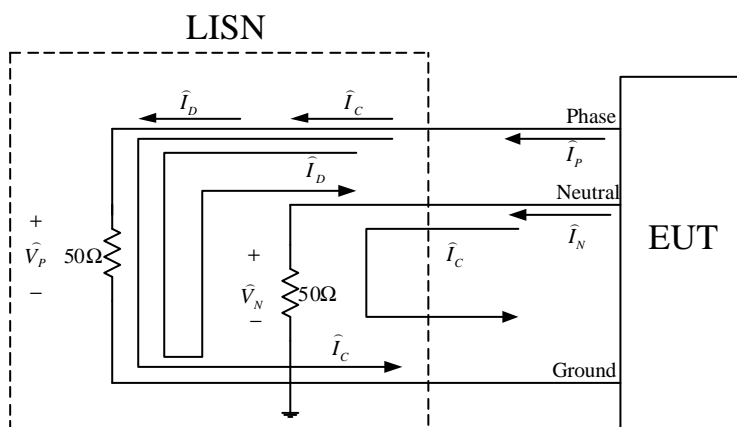 LISN
Î_D
Î_C
Phase
Î_P
Î_D
Neutral
Î_N
EUT
+
V̂_P
50Ω
−
+
V̂_N
50Ω
−
Î_C
Î_C
Ground